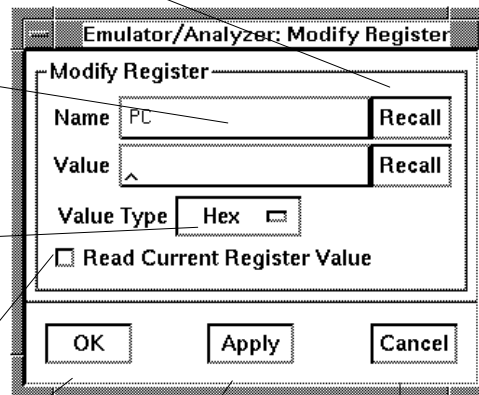 Emulator/Analyzer: Modify Register
Modify Register
Name PC Recall
Value Recall
Value Type Hex
Read Current Register Value
OK Apply Cancel